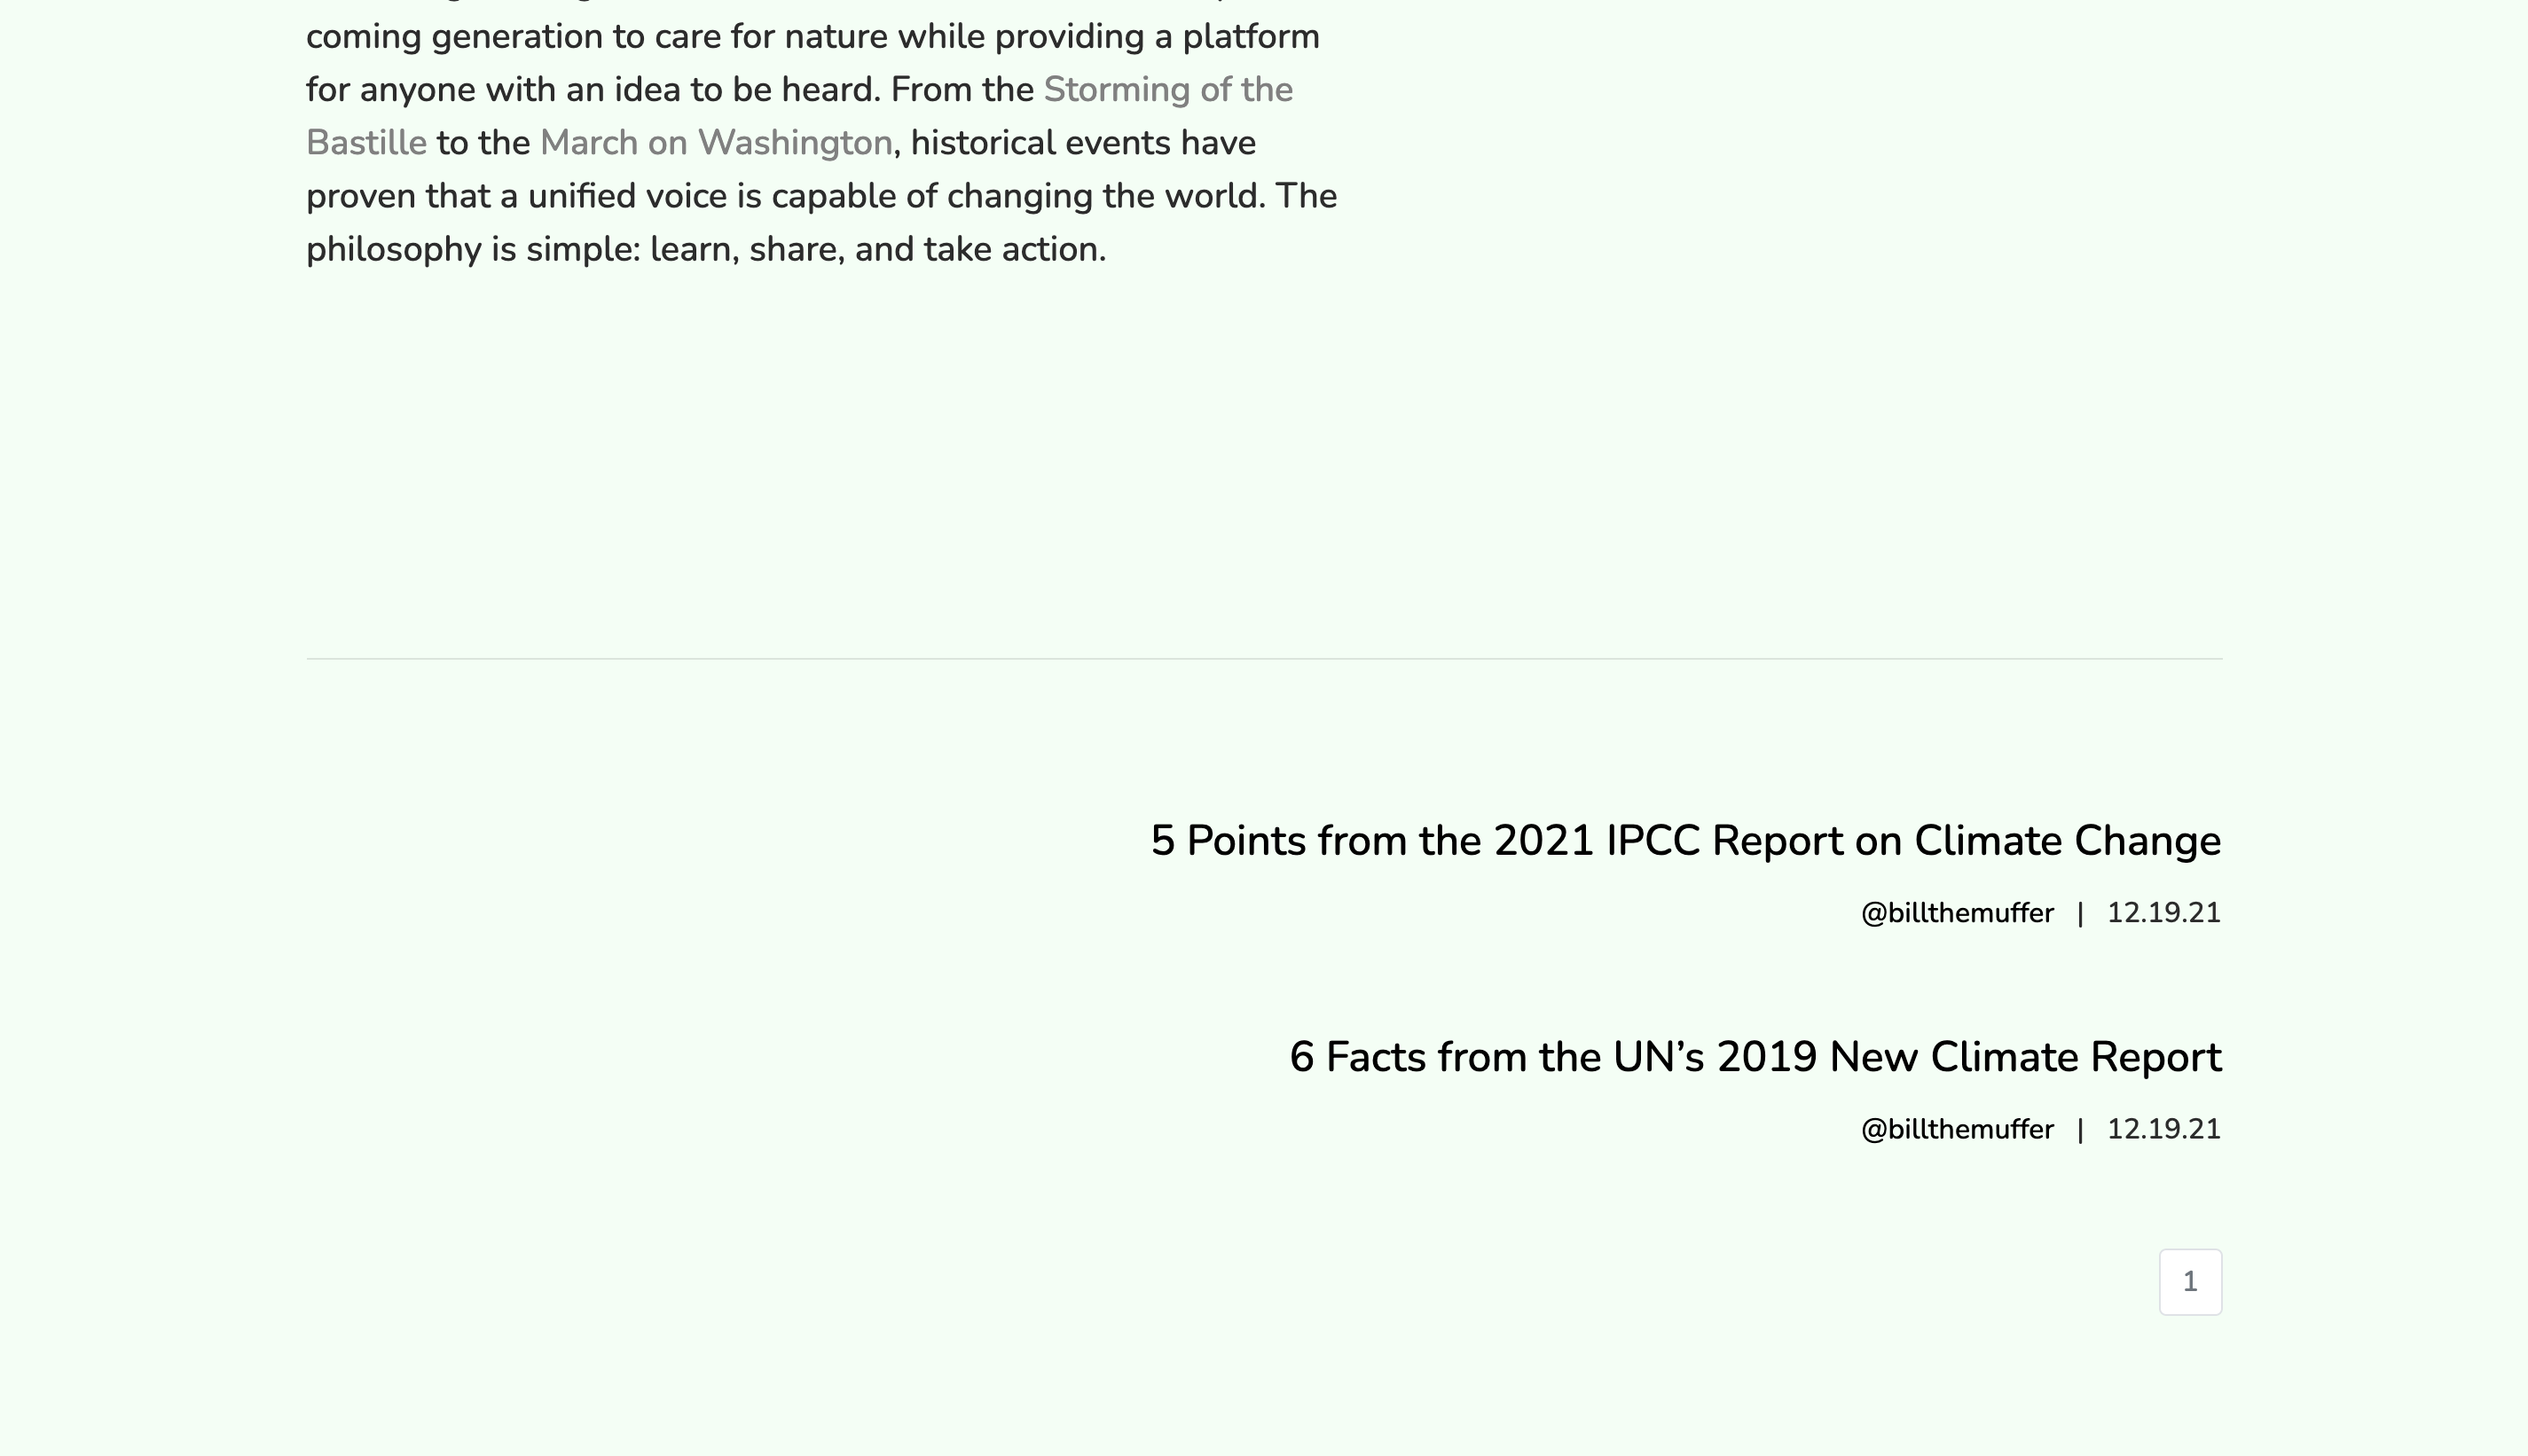 coming generation to care for nature while providing a platform
for anyone with an idea to be heard. From the Storming of the
Bastille to the March on Washington, historical events have
proven that a unified voice is capable of changing the world. The
philosophy is simple: learn, share, and take action.
5 Points from the 2021 IPCC Report on Climate Change
@billthemuffer | 12.19.21
6 Facts from the UN’s 2019 New Climate Report
@billthemuffer | 12.19.21
1